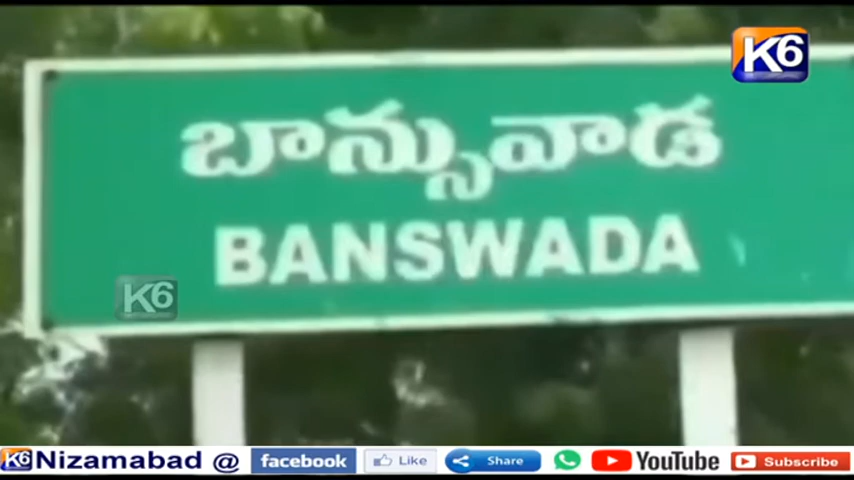 K6
బాన్సువాడ
BANSWADA
K6
K6 Nizamabad @ facebook Like Share YouTube Subscribe